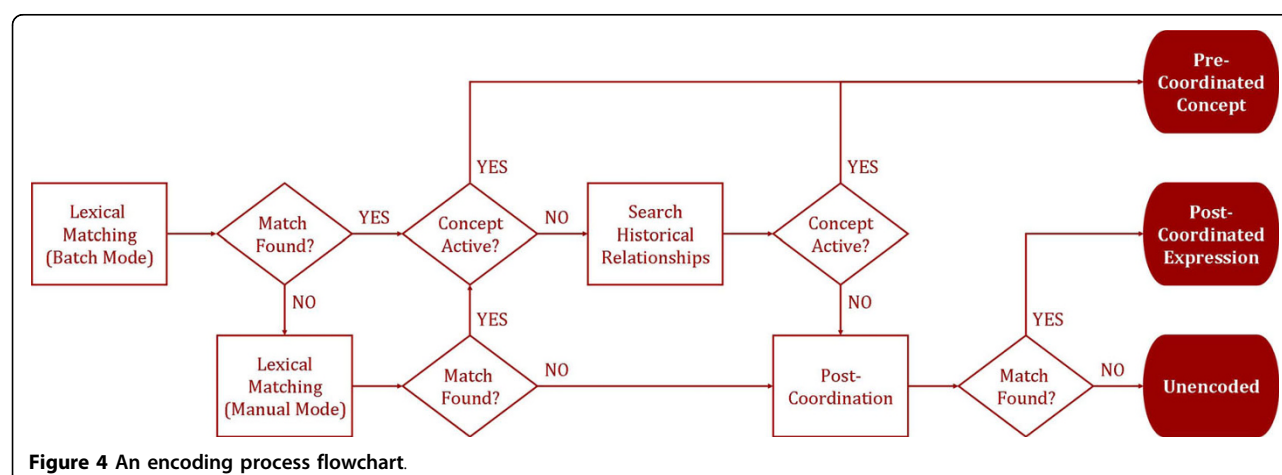 Pre-
Coordinated
Concept
YES
YES
Lexical
Matching
(Batch Mode)
Match
Found?
YES
Concept
Active?
NO
Search
Historical
Relationships
Concept
Active?
Post-
Coordinated
Expression
NO
YES
NO
YES
Lexical
Matching
(Manual Mode)
Match
Found?
NO
Post-
Coordination
Match
Found?
NO
Unencoded
Figure 4 An encoding process flowchart.